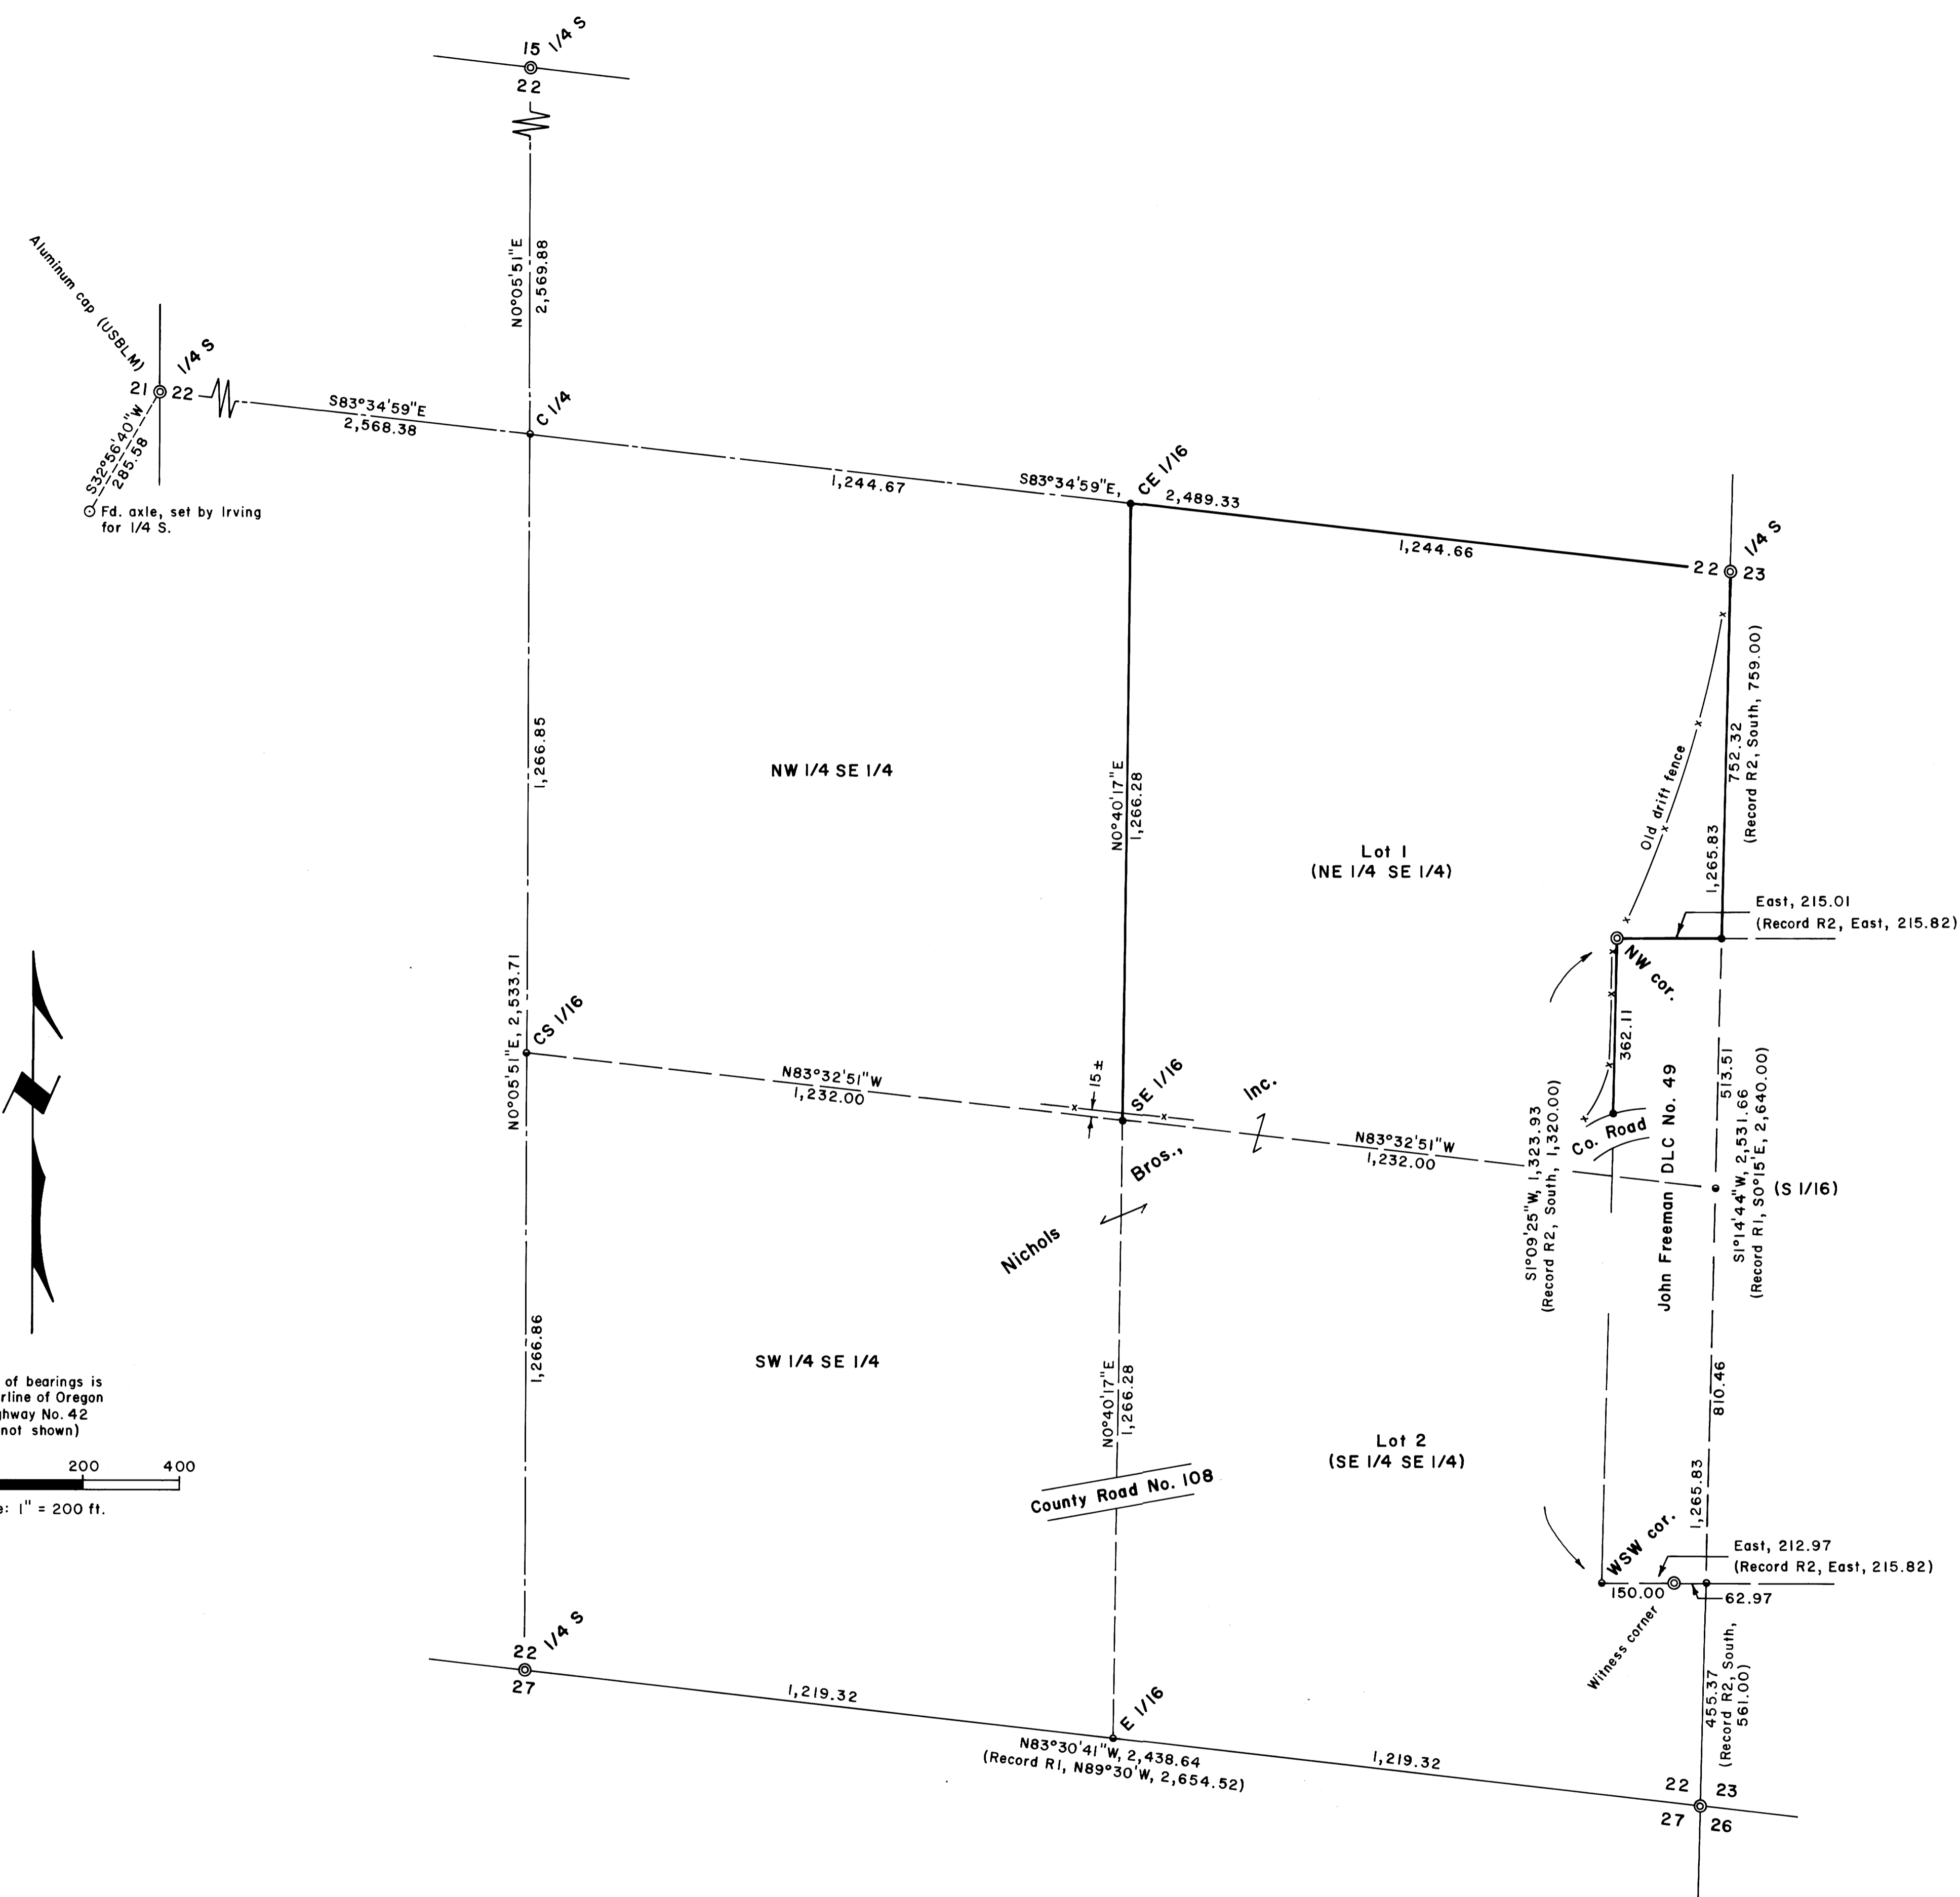 15
1/4 S
22
N0°05'51"E
2,569.88
Aluminum cap (USBLM)
1/4 S
21
22
S83°34'59"E
2,568.38
C 1/4
S32°56'40"W
285.58
Fd. axle, set by Irving
for 1/4 S.
1,244.67
S83°34'59"E,
2,489.33
CE 1/16
1,244.66
1/4 S
22
23
752.32
(Record R2, South, 759.00)
1,265.83
Old drift fence
1,266.85
NW 1/4 SE 1/4
N0°40'17"E
1,266.28
Lot 1
(NE 1/4 SE 1/4)
East, 215.01
(Record R2, East, 215.82)
NW cor.
362.11
N0°05'51"E, 2,533.71
CS 1/16
N83°32'51"W
1,232.00
15±
SE 1/16
Nichols
Bros.,
Inc.
N83°32'51"W
1,232.00
Co. Road
S1°09'25"W, 1,323.93
(Record R2, South, 1,320.00)
John Freeman DLC No. 49
513.51
S1°14'44"W, 2,531.66
(Record R1, S0°15'E, 2,640.00)
(S 1/16)
1,266.86
SW 1/4 SE 1/4
N0°40'17"E
1,266.28
County Road No. 108
Lot 2
(SE 1/4 SE 1/4)
810.46
1,265.83
WSW cor.
East, 212.97
(Record R2, East, 215.82)
150.00
62.97
Witness corner
455.37
(Record R2, South,
561.00)
of bearings is
rline of Oregon
ghway No. 42
not shown)
200
400
e: 1" = 200 ft.
22
1/4 S
27
1,219.32
E 1/16
N83°30'41"W, 2,438.64
(Record R1, N89°30'W, 2,654.52)
1,219.32
22
23
27
26